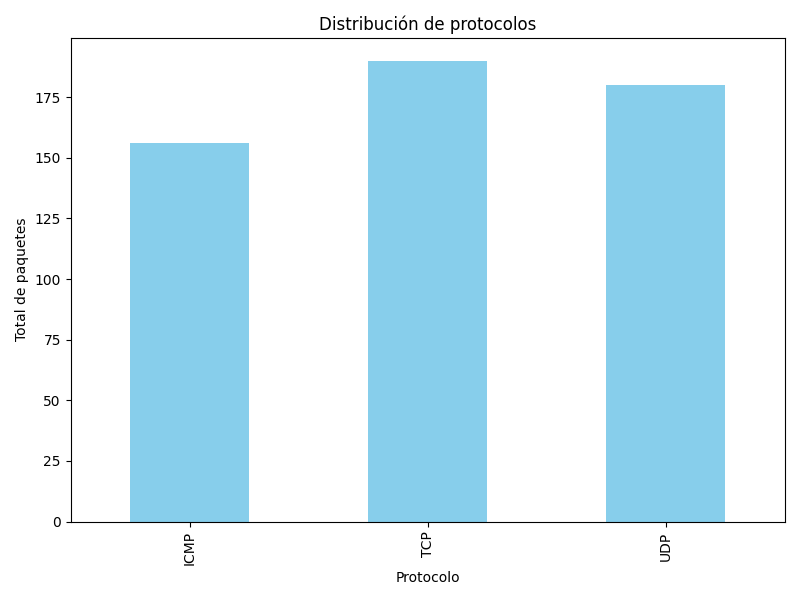 Distribución de protocolos
Total de paquetes
175
150
125
100
75
50
25
0
ICMP
TCP
UDP
Protocolo